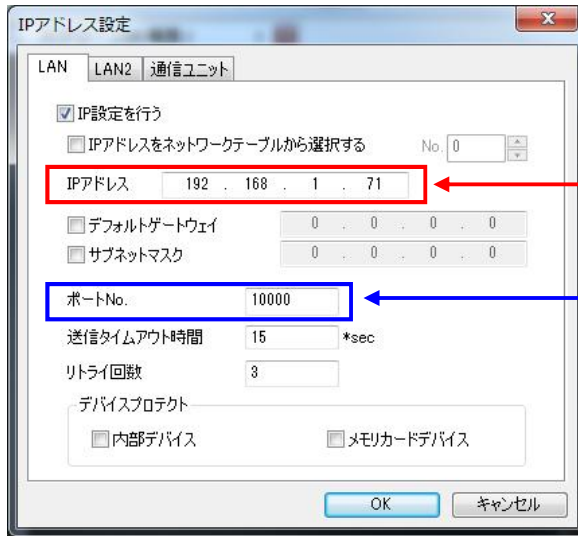 IPアドレス設定
LAN LAN2 通信ユニット
IP設定を行う
IPアドレスをネットワークテーブルから選択する No. 0
IPアドレス 192 . 168 . 1 . 71
デフォルトゲートウェイ 0 . 0 . 0 . 0
サブネットマスク 0 . 0 . 0 . 0
ポートNo. 10000
送信タイムアウト時間 15 *sec
リトライ回数 3
デバイスプロテクト
内部デバイス メモリカードデバイス
OK キャンセル